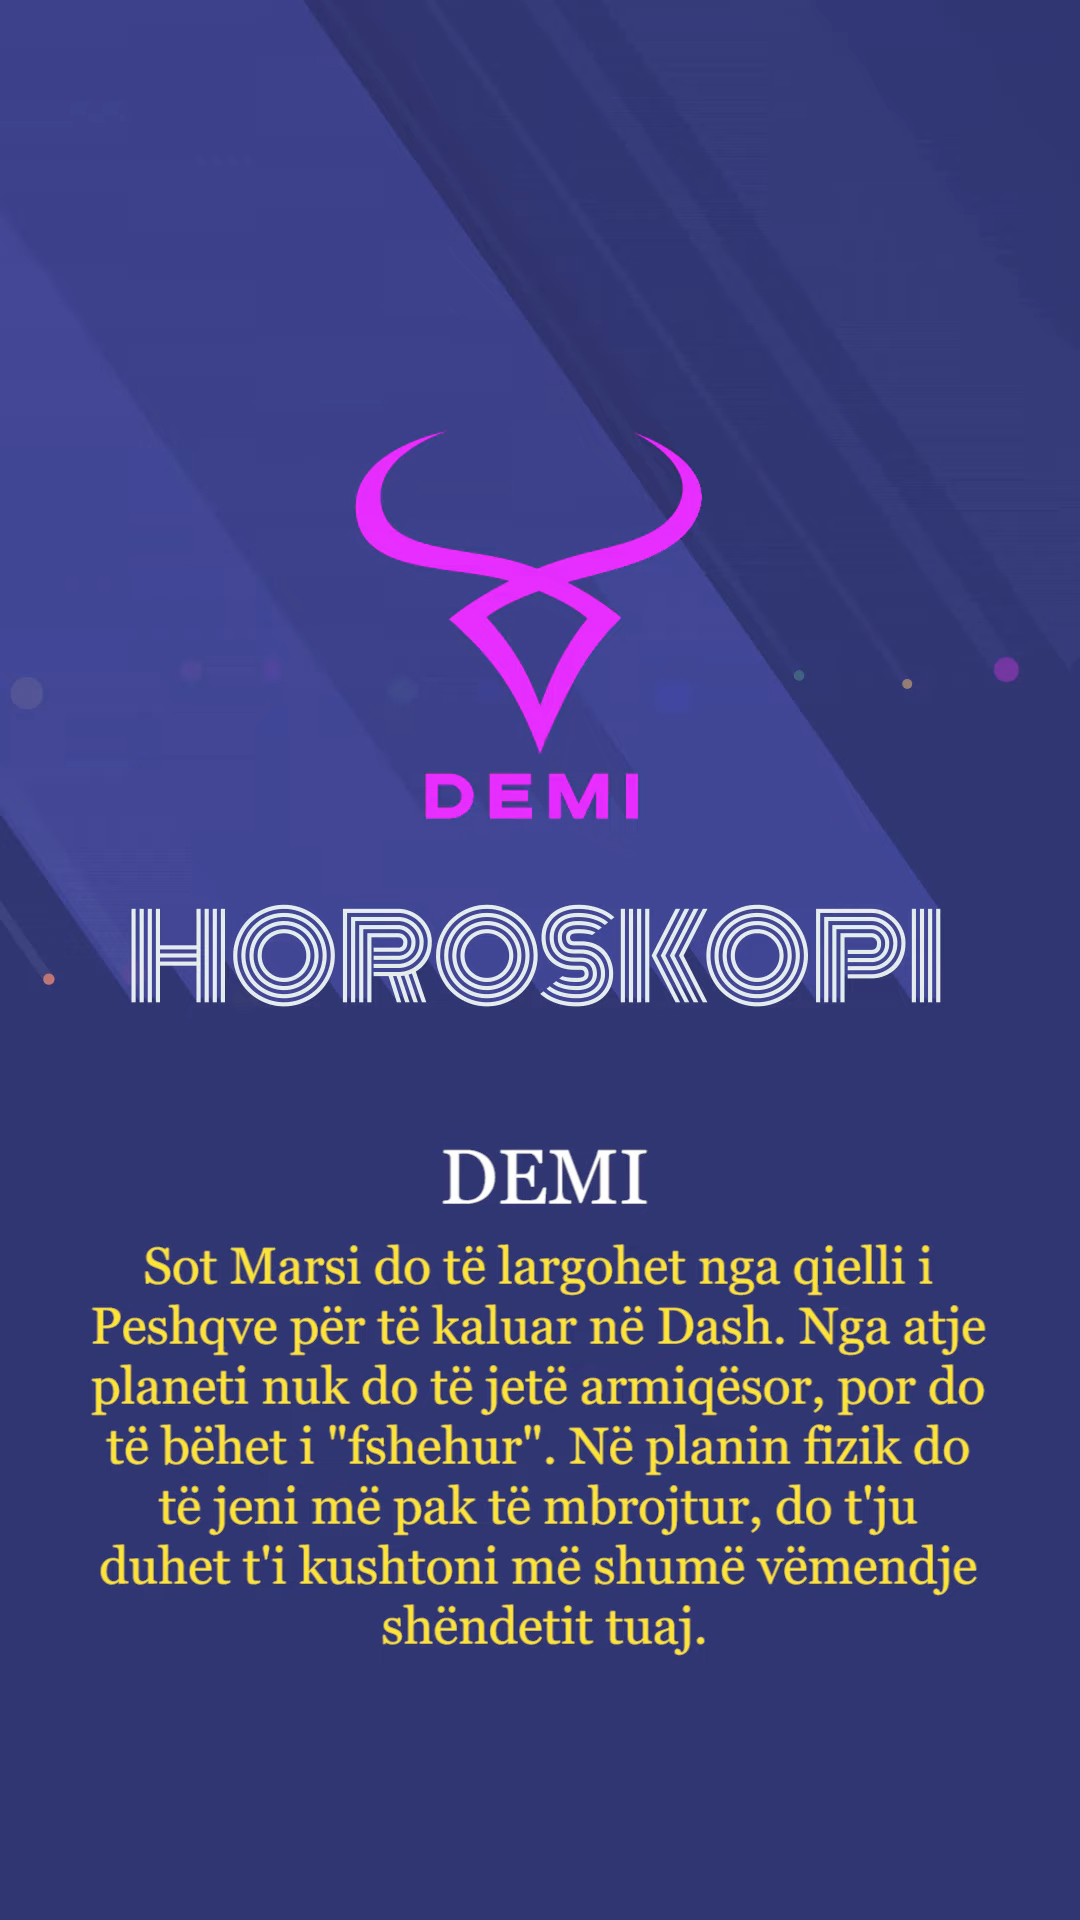 DEMI
HOROSKOPI
DEMI
Sot Marsi do të largohet nga qielli i
Peshqve për të kaluar në Dash. Nga atje
planeti nuk do të jetë armiqësor, por do
të bëhet i "fshehur". Në planin fizik do
të jeni më pak të mbrojtur, do t'ju
duhet t'i kushtoni më shumë vëmendje
shëndetit tuaj.